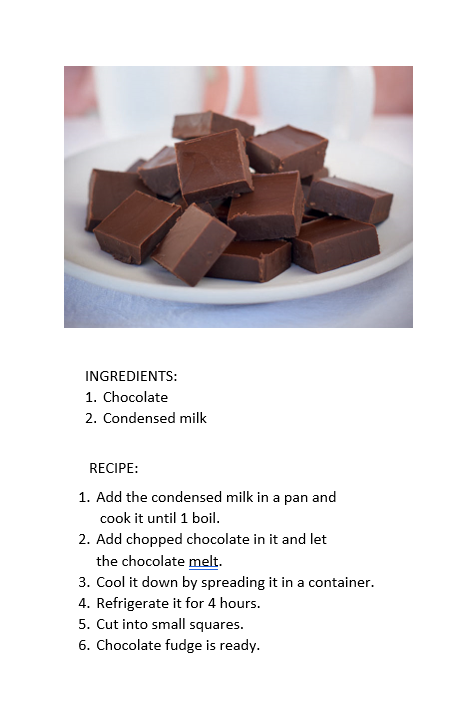 INGREDIENTS:
1. Chocolate
2. Condensed milk
RECIPE:
1. Add the condensed milk in a pan and
cook it until 1 boil.
2. Add chopped chocolate in it and let
the chocolate melt.
3. Cool it down by spreading it in a container.
4. Refrigerate it for 4 hours.
5. Cut into small squares.
6. Chocolate fudge is ready.